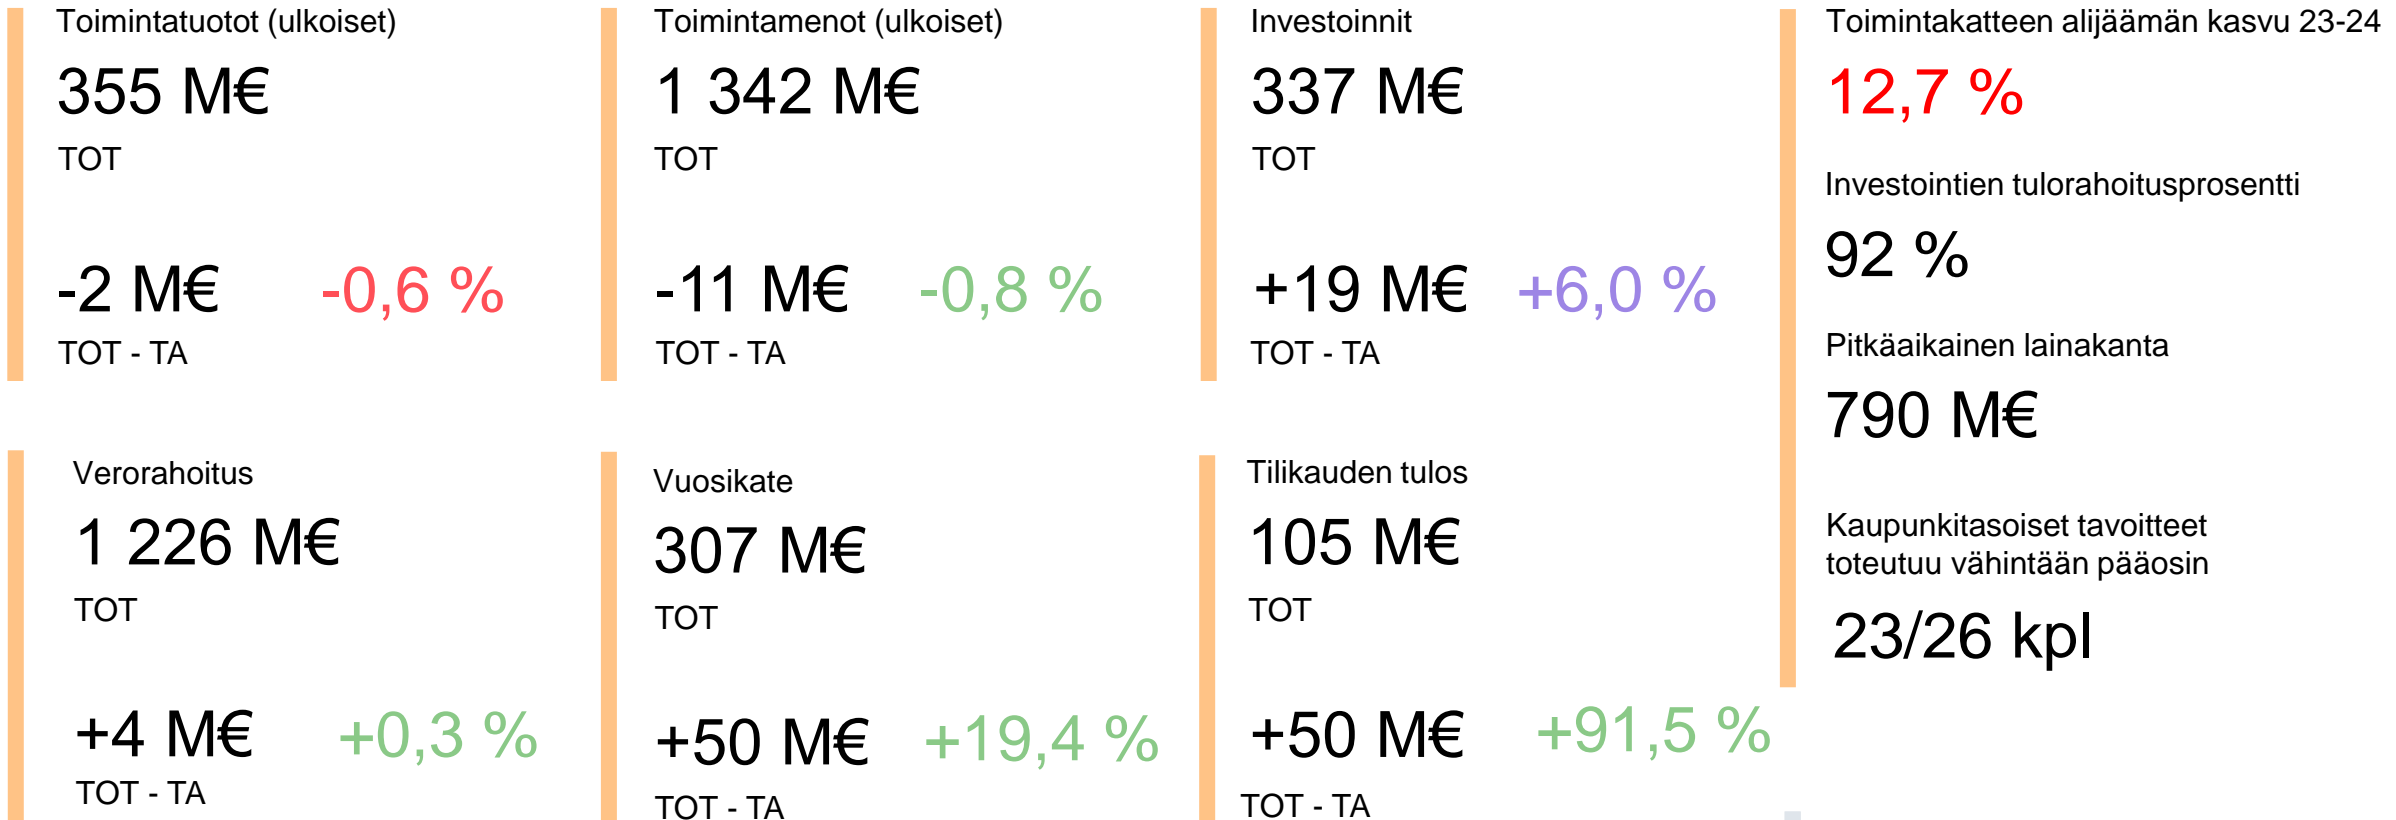 Toimintatuotot (ulkoiset)
355 M€
TOT
-2 M€ -0,6 %
TOT - TA
Toimintamenot (ulkoiset)
1 342 M€
TOT
-11 M€ -0,8 %
TOT - TA
Investoinnit
337 M€
TOT
+19 M€ +6,0 %
TOT - TA
Toimintakatteen alijäämän kasvu 23-24
12,7 %
Investointien tulorahoitusprosentti
92 %
Pitkäaikainen lainakanta
790 M€
Kaupunkitasoiset tavoitteet
toteutuu vähintään pääosin
23/26 kpl
Verorahoitus
1 226 M€
TOT
+4 M€ +0,3 %
TOT - TA
Vuosikate
307 M€
TOT
+50 M€ +19,4 %
TOT - TA
Tilikauden tulos
105 M€
TOT
+50 M€ +91,5 %
TOT - TA